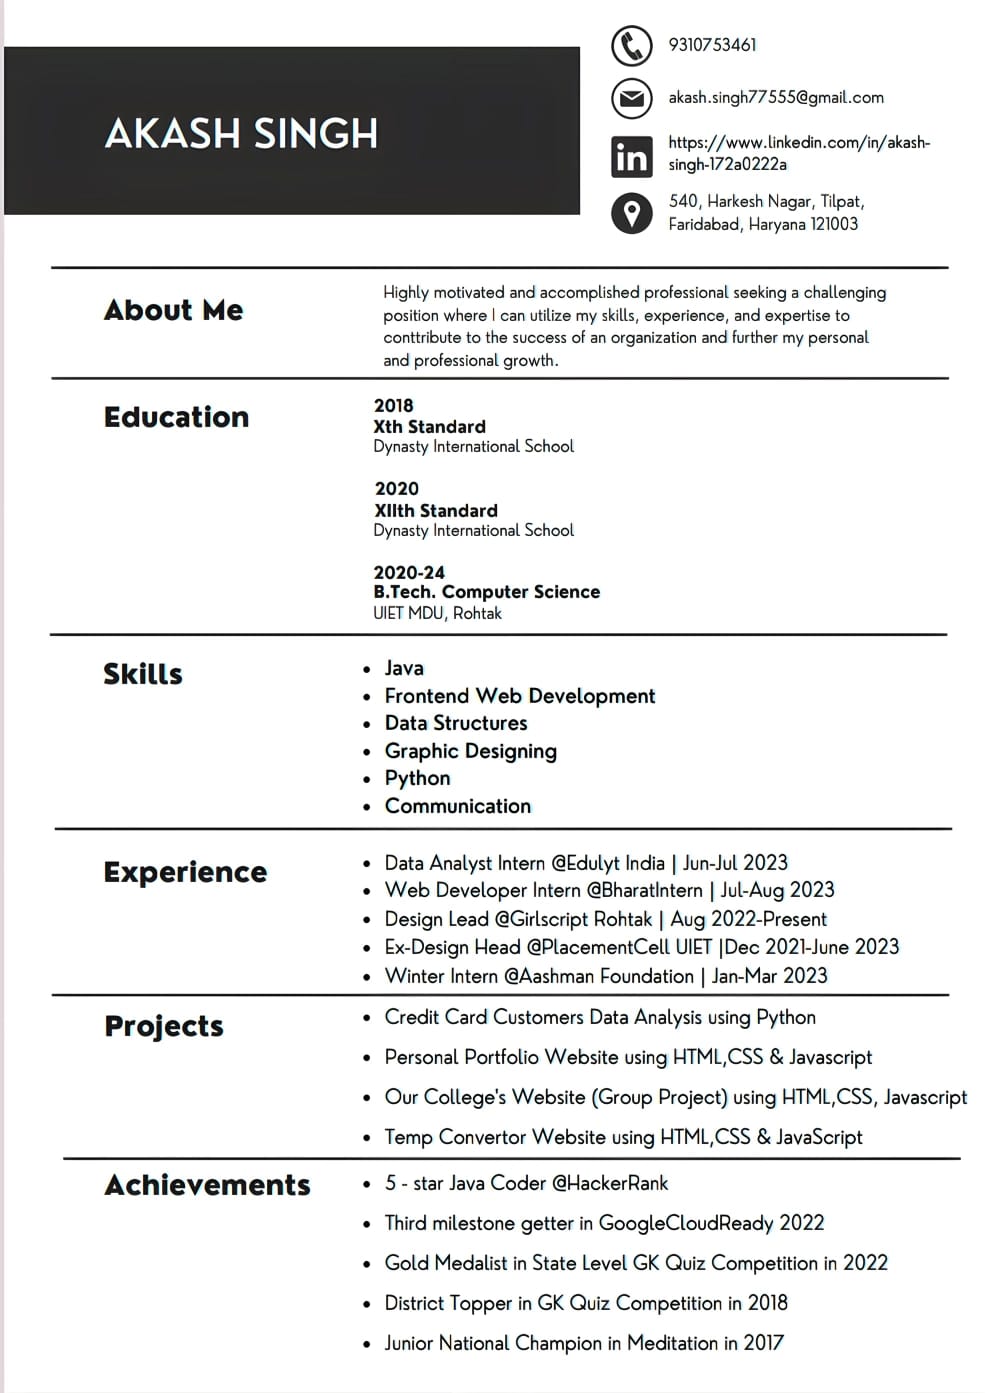 AKASH SINGH
9310753461
akash.singh77555@gmail.com
in
https://www.linkedin.com/in/akash-
singh-172a0222a
540, Harkesh Nagar, Tilpat,
Faridabad, Haryana 121003
About Me
Highly motivated and accomplished professional seeking a challenging
position where I can utilize my skills, experience, and expertise to
conttribute to the success of an organization and further my personal
and professional growth.
Education
2018
Xth Standard
Dynasty International School
2020
XIIth Standard
Dynasty International School
2020-24
B.Tech. Computer Science
UIET MDU, Rohtak
Skills
• Java
• Frontend Web Development
• Data Structures
• Graphic Designing
• Python
• Communication
Experience
• Data Analyst Intern @Edulyt India | Jun-Jul 2023
• Web Developer Intern @BharatIntern | Jul-Aug 2023
• Design Lead @Girlscript Rohtak | Aug 2022-Present
• Ex-Design Head @PlacementCell UIET |Dec 2021-June 2023
• Winter Intern @Aashman Foundation | Jan-Mar 2023
Projects
• Credit Card Customers Data Analysis using Python
• Personal Portfolio Website using HTML,CSS & Javascript
• Our College's Website (Group Project) using HTML,CSS, Javascript
• Temp Convertor Website using HTML,CSS & JavaScript
Achievements
• 5 - star Java Coder @HackerRank
• Third milestone getter in GoogleCloudReady 2022
• Gold Medalist in State Level GK Quiz Competition in 2022
• District Topper in GK Quiz Competition in 2018
• Junior National Champion in Meditation in 2017